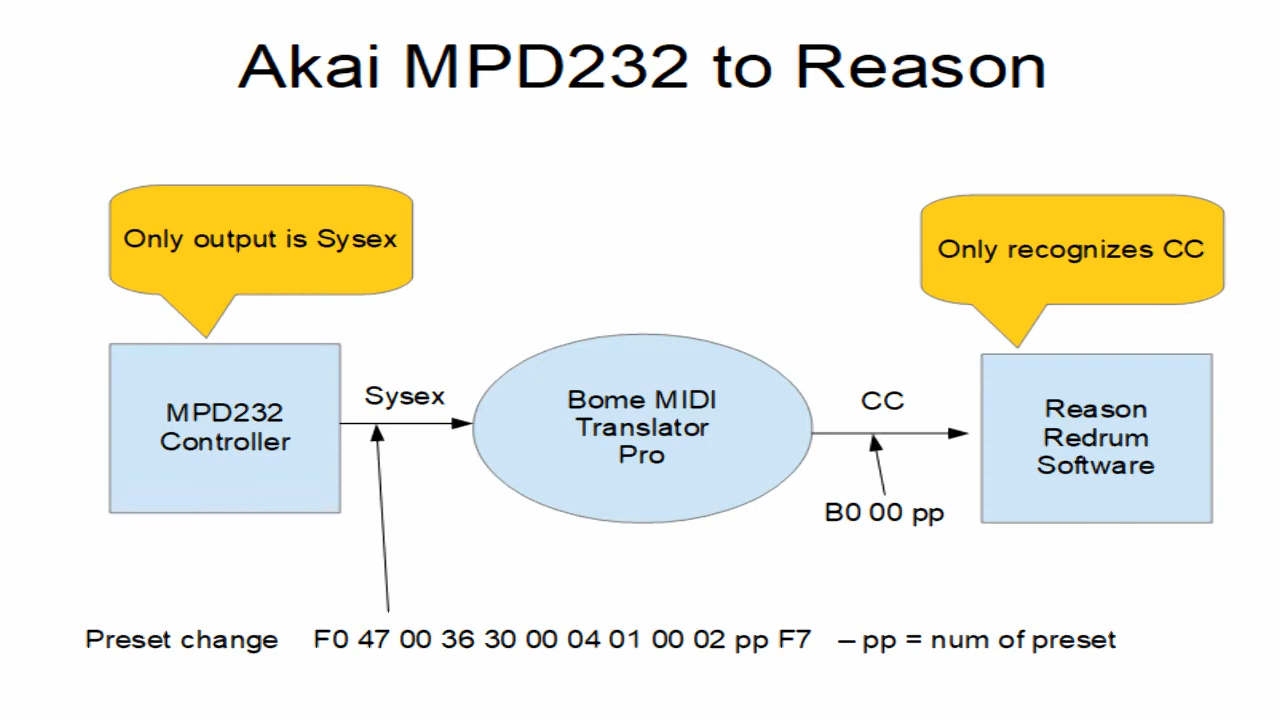 Akai MPD232 to Reason
Only output is Sysex
Only recognizes CC
MPD232
Controller
Sysex
Bome MIDI
Translator
Pro
CC
B0 00 pp
Reason
Redrum
Software
Preset change F0 47 00 36 30 00 04 01 00 02 pp F7 – pp = num of preset